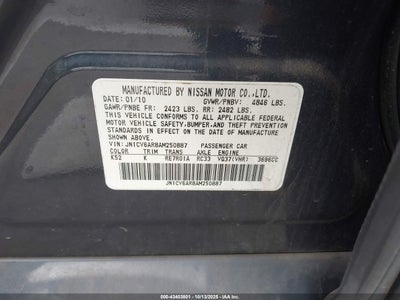 MANUFACTURED BY NISSAN MOTOR CO.,LTD.
DATE: 01/10 GVWR/PNBV: 4846 LBS.
GAWR/PNBE FR: 2423 LBS. RR: 2482 LBS.
THIS VEHICLE CONFORMS TO ALL APPLICABLE
FEDERAL MOTOR VEHICLE SAFETY, BUMPER, AND THEFT PREVENTION
STANDARDS IN EFFECT ON THE DATE OF MANUFACTURE
SHOWN ABOVE.
VIN: JN1CV6AR8AM250887 PASSENGER CAR
COLOR TRIM TRANS AXLE ENGINE
K52 K RE7R01A RC33 VQ37(VHR) 3696CC
JN1CV6AR8AM250887
000-43403801 - 10/13/2025 - iaai.com